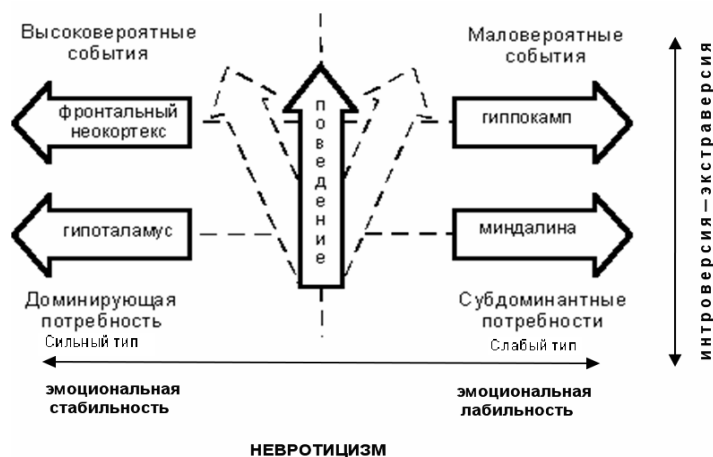 Высоковероятные
события
Маловероятные
события
фронтальный
неокортекс
поведение
гиппокамп
гипоталамус
миндалина
Доминирующая
потребность
Сильный тип
Субдоминантные
потребности
Слабый тип
эмоциональная
стабильность
эмоциональная
лабильность
НЕВРОТИЦИЗМ
интроверсия – экстраверсия